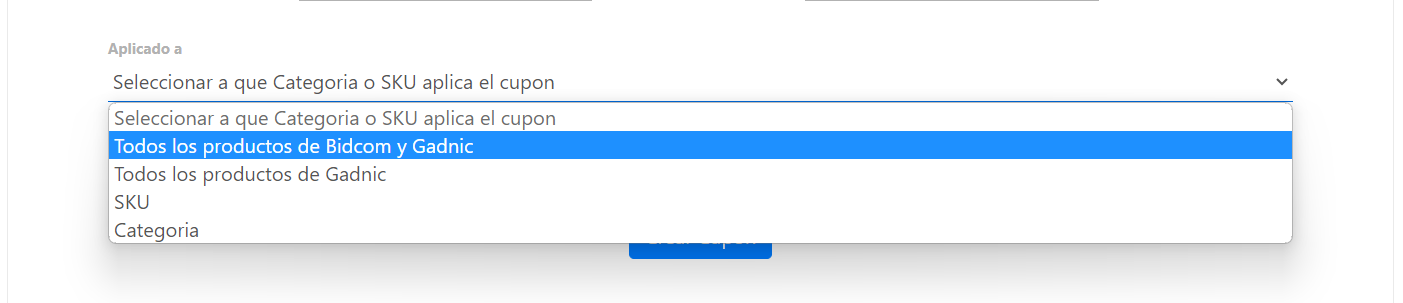 Aplicado a
Seleccionar a que Categoria o SKU aplica el cupon
Seleccionar a que Categoria o SKU aplica el cupon
Todos los productos de Bidcom y Gadnic
Todos los productos de Gadnic
SKU
Categoria